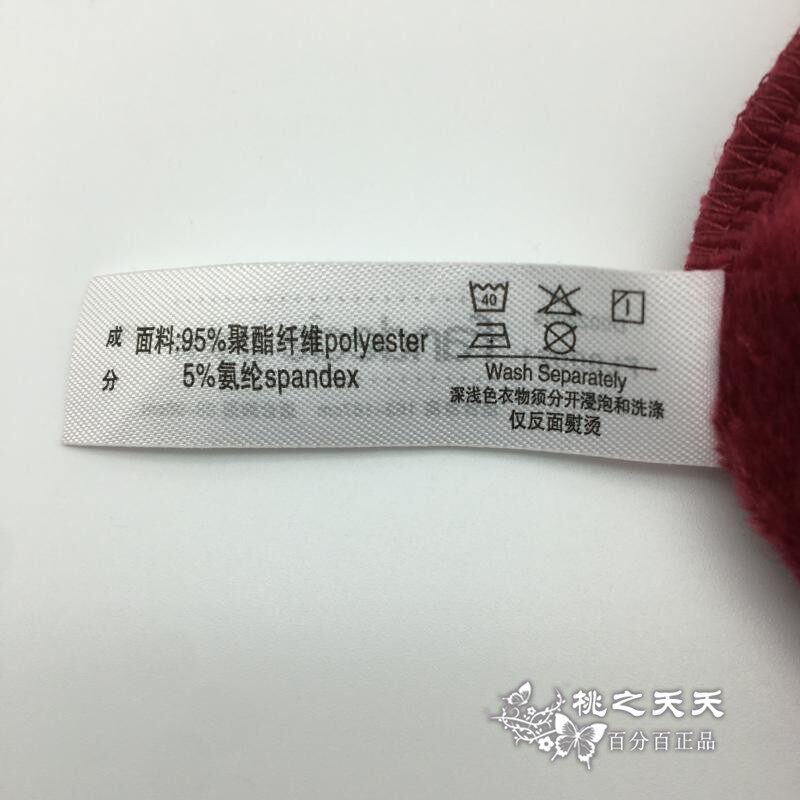 成分
面料:95%聚酯纤维polyester
5%氨纶spandex
40
Wash Separately
深浅色衣物须分开浸泡和洗涤
仅反面熨烫
桃之夭夭
百分百正品